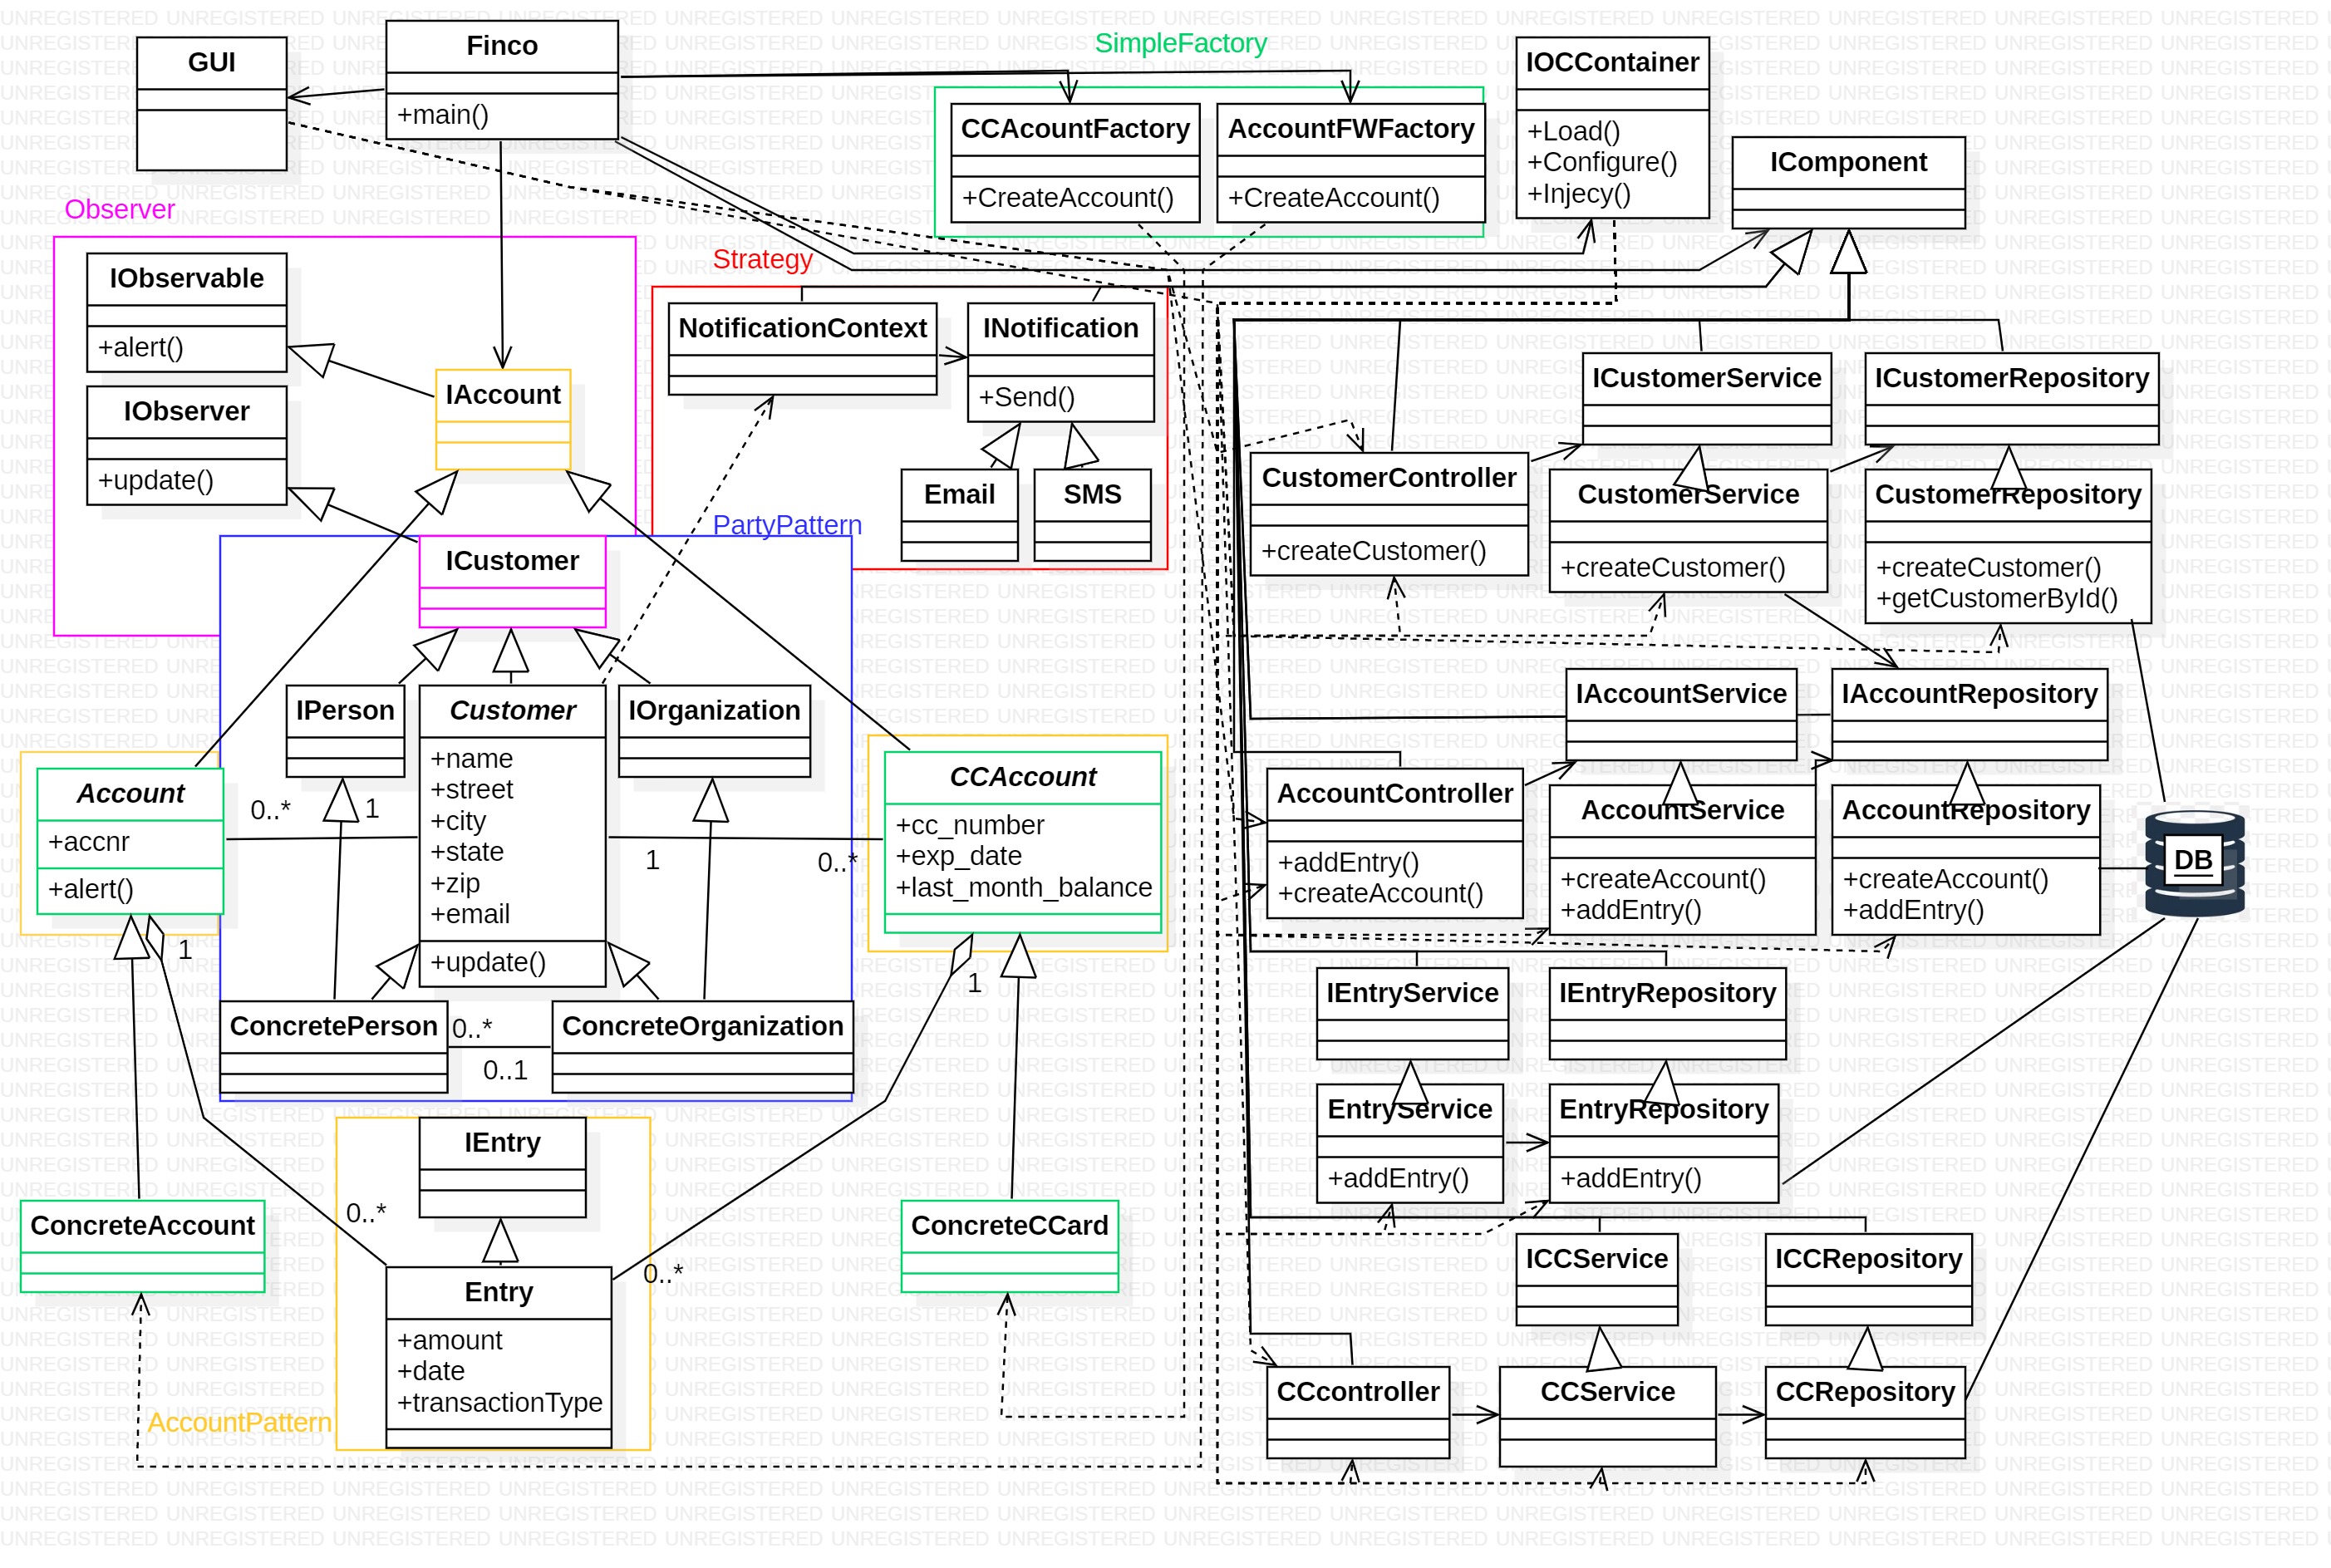 GUI
Finco
+main()
SimpleFactory
CCAcountFactory
+CreateAccount()
AccountFWFactory
+CreateAccount()
IOCContainer
+Load()
+Configure()
+Injecy()
IComponent
Observer
IObservable
+alert()
IObserver
+update()
IAccount
Strategy
NotificationContext
INotification
+Send()
Email
SMS
PartyPattern
ICustomer
IPerson
Customer
+name
+street
+city
+state
+zip
+email
+update()
IOrganization
Account
+accnr
+alert()
0..*
1
1
0..*
CCAccount
+cc_number
+exp_date
+last_month_balance
1
1
ConcretePerson
0..*
0..1
ConcreteOrganization
IEntry
0..*
0..*
Entry
+amount
+date
+transactionType
AccountPattern
ConcreteAccount
ConcreteCCard
CustomerController
+createCustomer()
ICustomerService
CustomerService
+createCustomer()
ICustomerRepository
CustomerRepository
+createCustomer()
+getCustomerById()
IAccountService
IAccountRepository
AccountController
+addEntry()
+createAccount()
AccountService
+createAccount()
+addEntry()
AccountRepository
+createAccount()
+addEntry()
DB
IEntryService
IEntryRepository
EntryService
+addEntry()
EntryRepository
+addEntry()
ICCService
ICCRepository
CCcontroller
CCService
CCRepository
UNREGISTERED